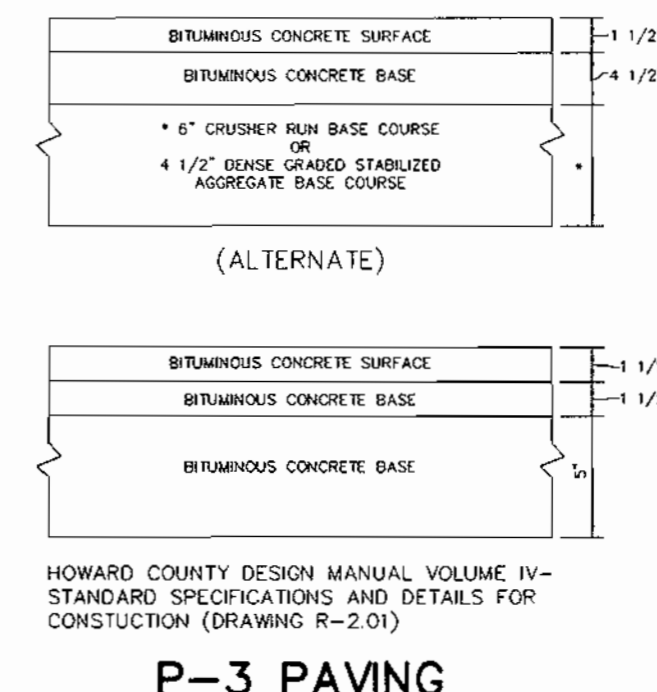 BITUMINOUS CONCRETE SURFACE
1 1/2
BITUMINOUS CONCRETE BASE
4 1/2
* 6" CRUSHER RUN BASE COURSE
OR
4 1/2" DENSE GRADED STABILIZED
AGGREGATE BASE COURSE
*
(ALTERNATE)
BITUMINOUS CONCRETE SURFACE
1 1/
BITUMINOUS CONCRETE BASE
1 1/
BITUMINOUS CONCRETE BASE
5"
HOWARD COUNTY DESIGN MANUAL VOLUME IV-
STANDARD SPECIFICATIONS AND DETAILS FOR
CONSTUCTION (DRAWING R-2.01)
P-3 PAVING